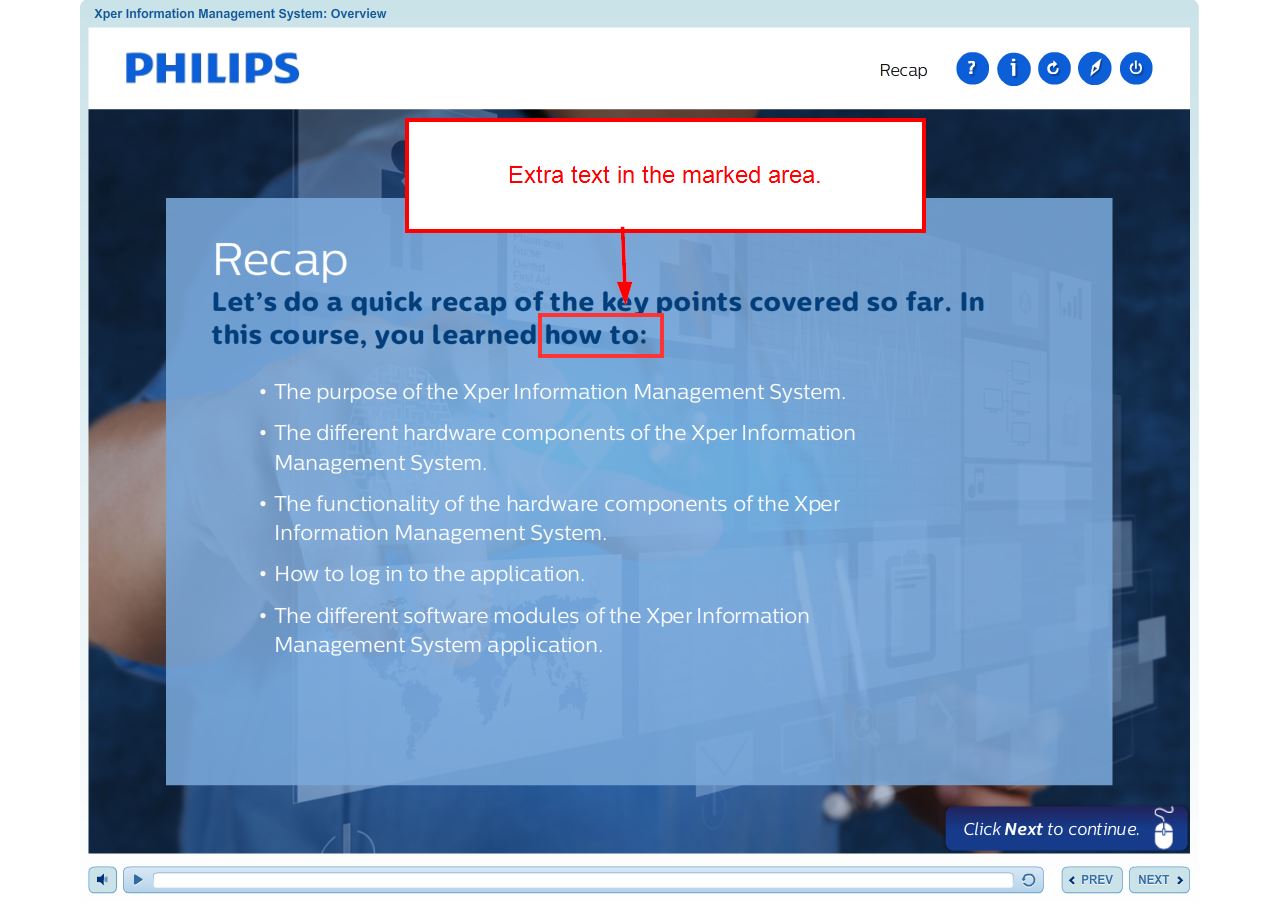 Xper Information Management System: Overview
PHILIPS
Recap
?
i
Extra text in the marked area.
Nurse
Dentist
First Aid
Recap
Let's do a quick recap of the key points covered so far. In
this course, you learned how to:
• The purpose of the Xper Information Management System.
• The different hardware components of the Xper Information
Management System.
• The functionality of the hardware components of the Xper
Information Management System.
• How to log in to the application.
• The different software modules of the Xper Information
Management System application.
Click Next to continue.
PREV
NEXT